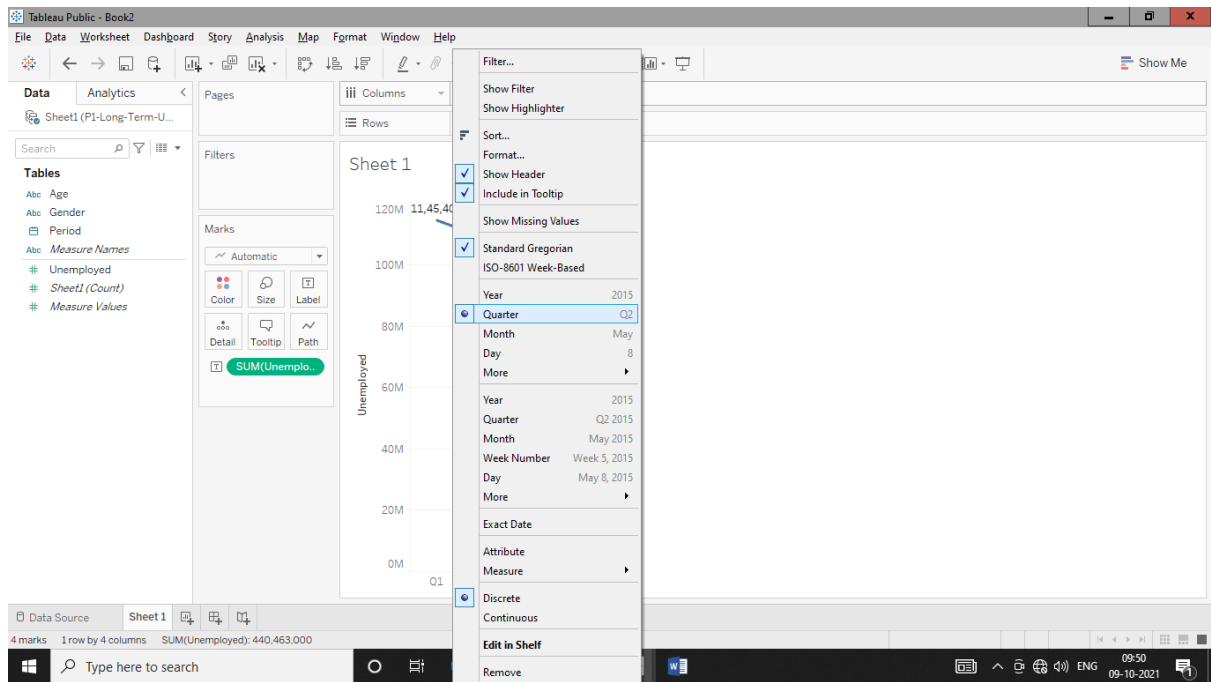 Tableau Public - Book2
File Data Worksheet Dashboard Story Analysis Map Format Window Help
Show Me
Data Analytics
Sheet1 (P1-Long-Term-U...
Search
Tables
Abc Age
Abc Gender
Period
Abc Measure Names
# Unemployed
# Sheet1 (Count)
# Measure Values
Pages
Filters
Marks
Automatic
Color Size Label
Detail Tooltip Path
SUM(Unemplo..
Columns
Rows
Sheet 1
11,45,40
120M
100M
80M
60M
40M
20M
0M
Unemployed
Q1
Filter...
Show Filter
Show Highlighter
Sort...
Format...
Show Header
Include in Tooltip
Show Missing Values
Standard Gregorian
ISO-8601 Week-Based
Year 2015
Quarter Q2
Month May
Day 8
More
Year 2015
Quarter Q2 2015
Month May 2015
Week Number Week 5, 2015
Day May 8, 2015
More
Exact Date
Attribute
Measure
Discrete
Continuous
Edit in Shelf
Remove
Data Source Sheet 1
4 marks 1 row by 4 columns SUM(Unemployed): 440,463,000
Type here to search
ENG
09:50
09-10-2021
1